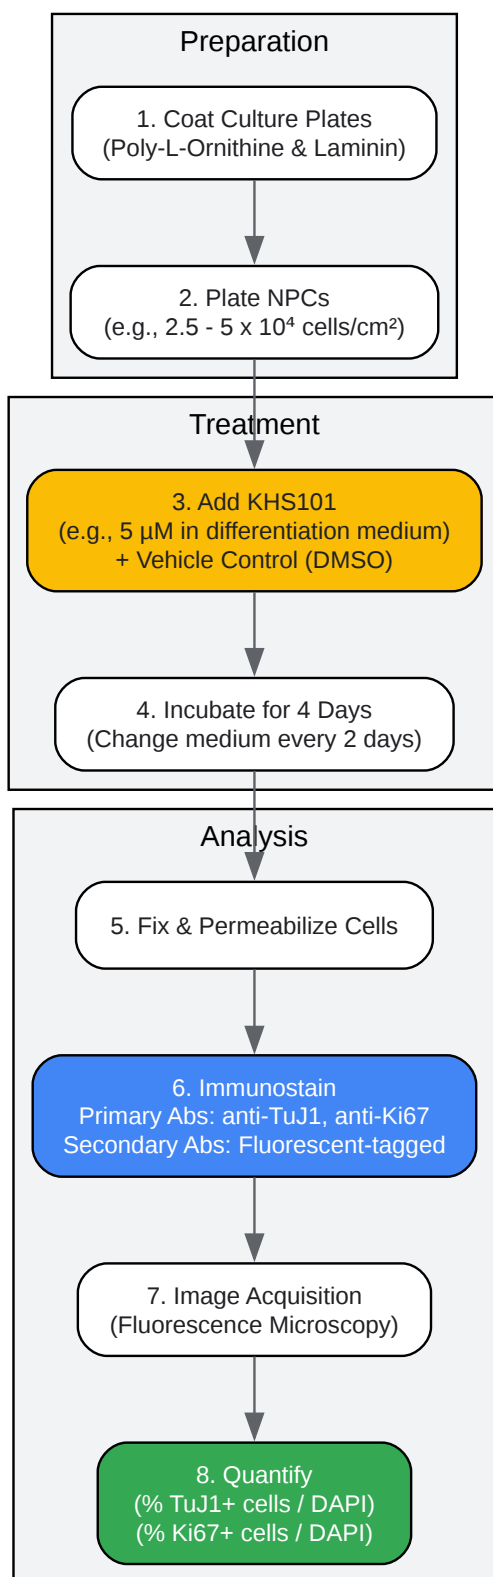 Preparation
1. Coat Culture Plates
(Poly-L-Ornithine & Laminin)
2. Plate NPCs
(e.g., 2.5 - 5 x 10⁴ cells/cm²)
Treatment
3. Add KHS101
(e.g., 5 µM in differentiation medium)
+ Vehicle Control (DMSO)
4. Incubate for 4 Days
(Change medium every 2 days)
Analysis
5. Fix & Permeabilize Cells
6. Immunostain
Primary Abs: anti-TuJ1, anti-Ki67
Secondary Abs: Fluorescent-tagged
7. Image Acquisition
(Fluorescence Microscopy)
8. Quantify
(% TuJ1+ cells / DAPI)
(% Ki67+ cells / DAPI)